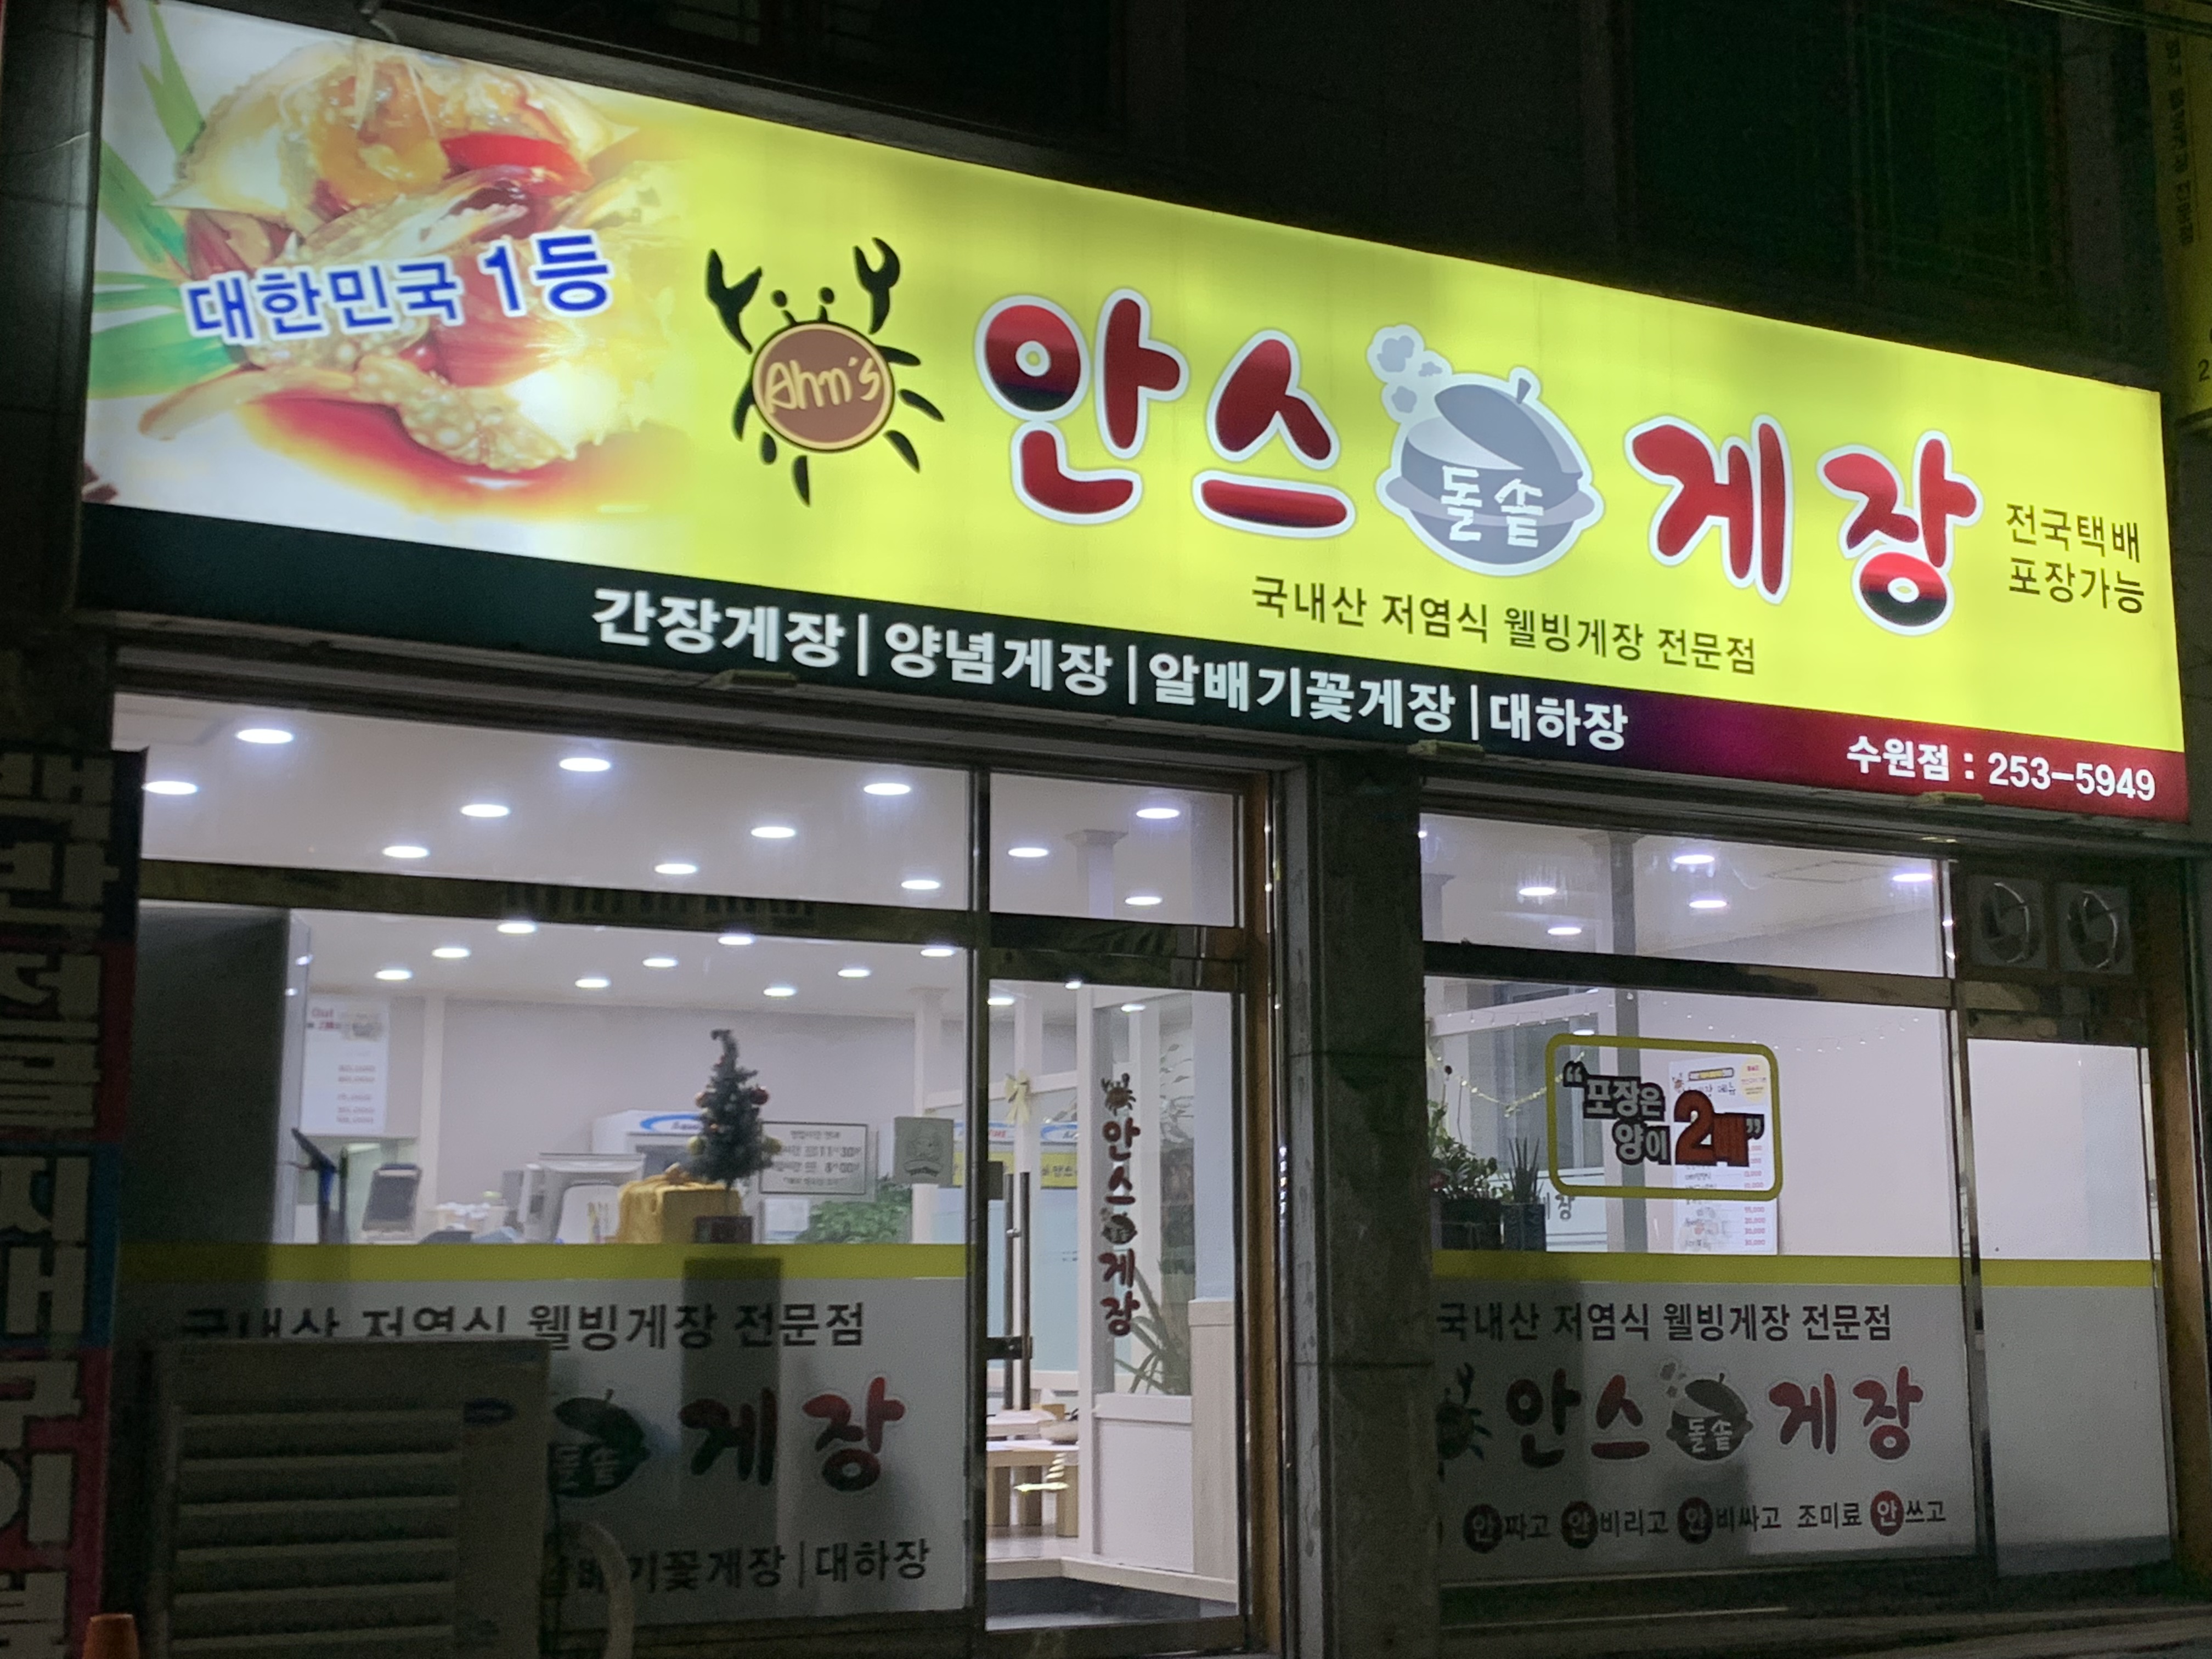 대한민국 1등
Ahn's
안스 돌솥 게장
전국택배
포장가능
국내산 저염식 웰빙게장 전문점
간장게장|양념게장|알배기꽃게장|대하장
수원점 : 253-5949
"포장은
양이 2배"
안스게장
국내산 저염식 웰빙게장 전문점
돌솥 게장
기꽃게장|대하장
국내산 저염식 웰빙게장 전문점
안스 돌솥 게장
안짜고 안비리고 안비싸고 조미료 안쓰고